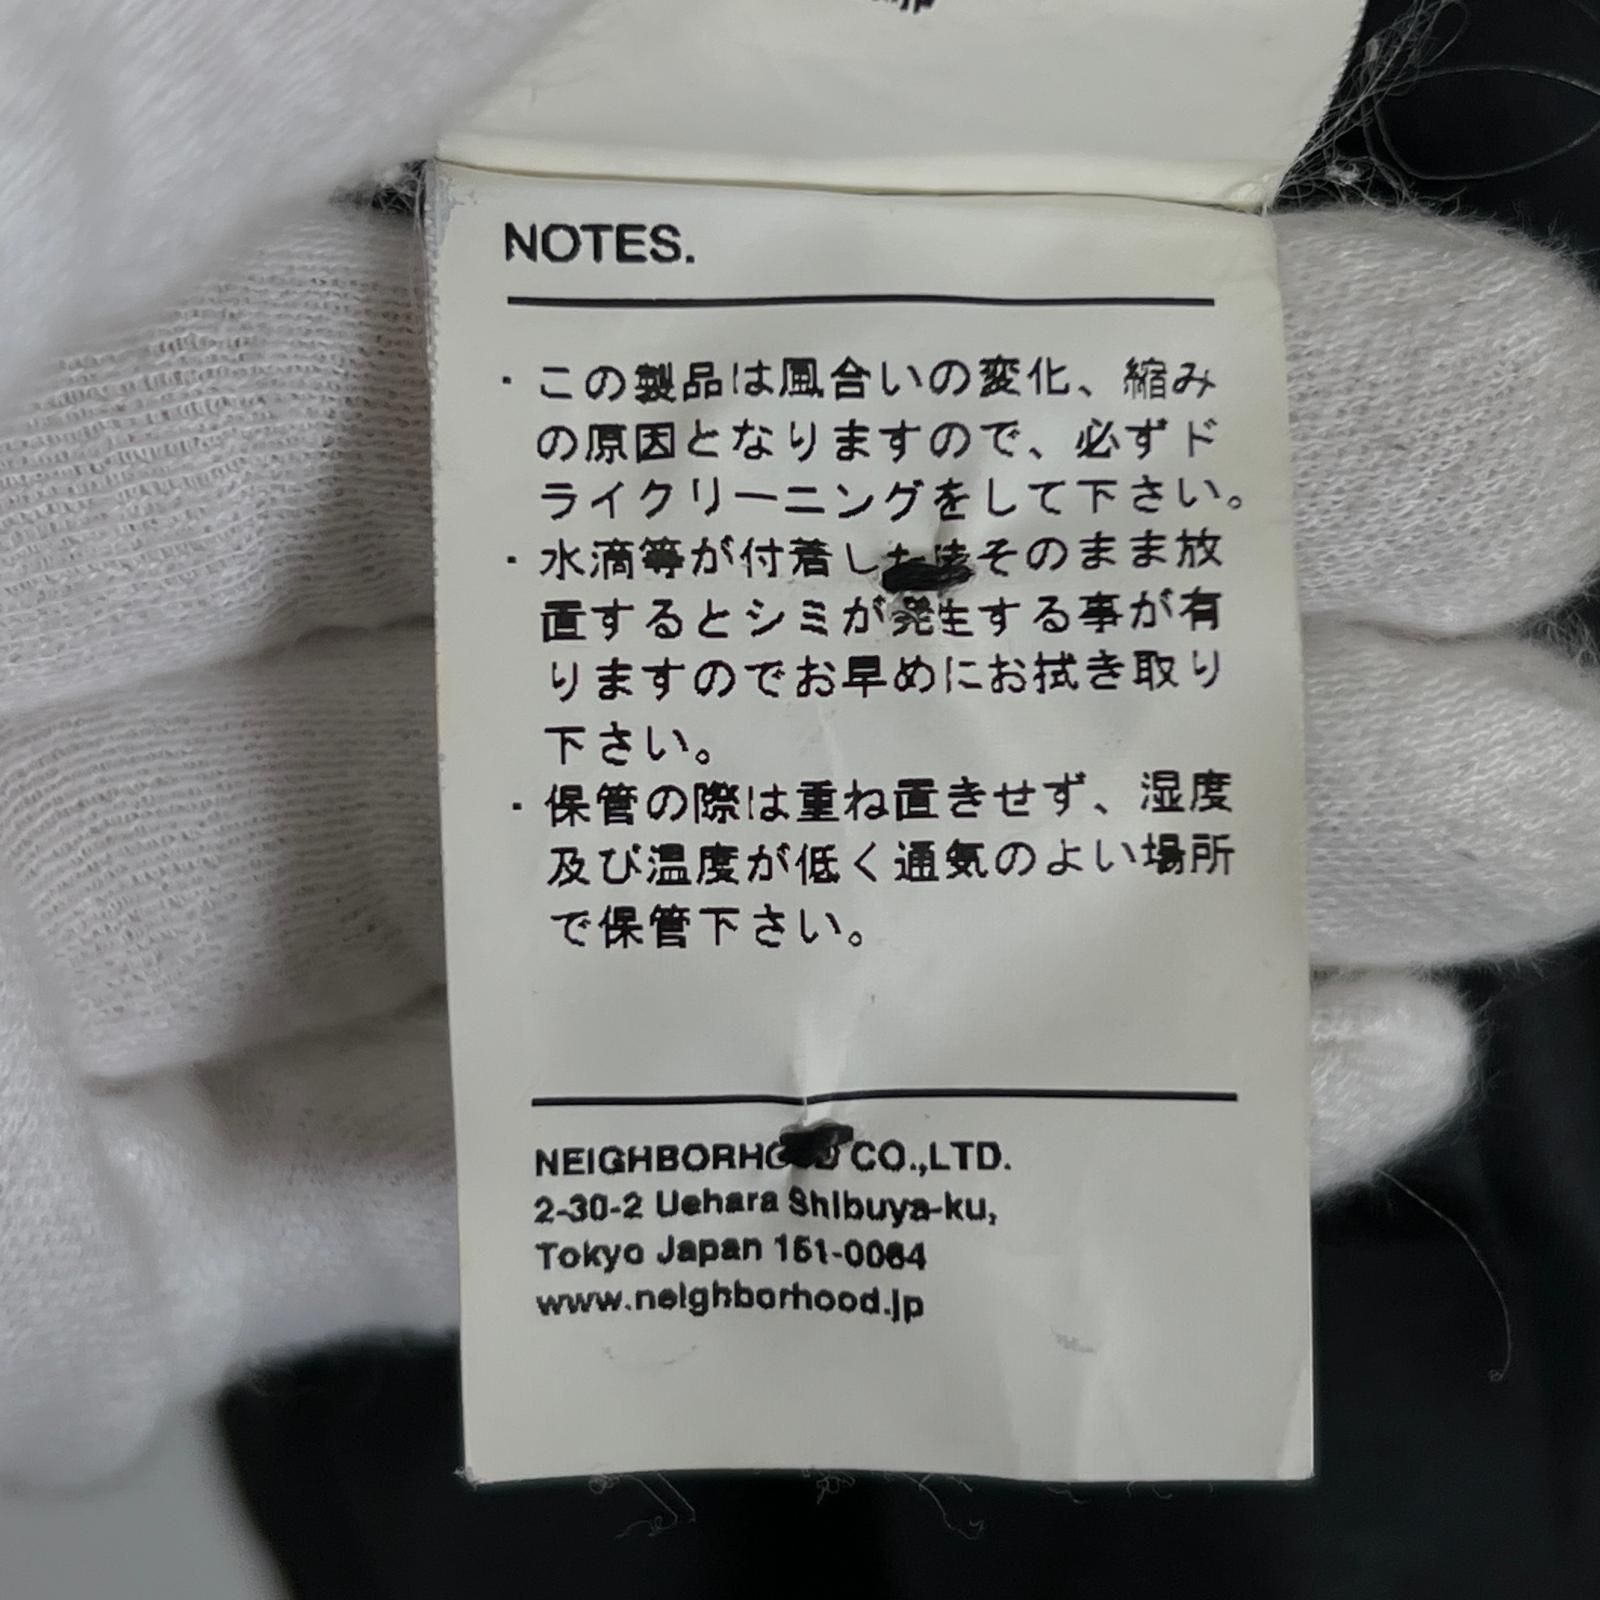 NOTES.
・この製品は風合いの変化、縮み
の原因となりますので、必ずド
ライクリーニングをして下さい。
・水滴等が付着した そのまま放
置するとシミが発生する事が有
りますのでお早めにお拭き取り
下さい。
・保管の際は重ね置きせず、湿度
及び温度が低く通気のよい場所
で保管下さい。
NEIGHBORHOOD CO.,LTD.
2-30-2 Uehara Shibuya-ku,
Tokyo Japan 151-0064
www.neighborhood.jp